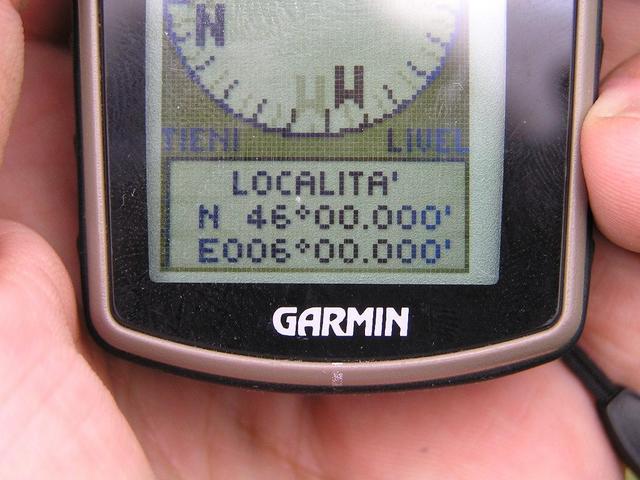 N W
TIENI LIVEL
LOCALITA'
N 46°00.000'
E006°00.000'
GARMIN